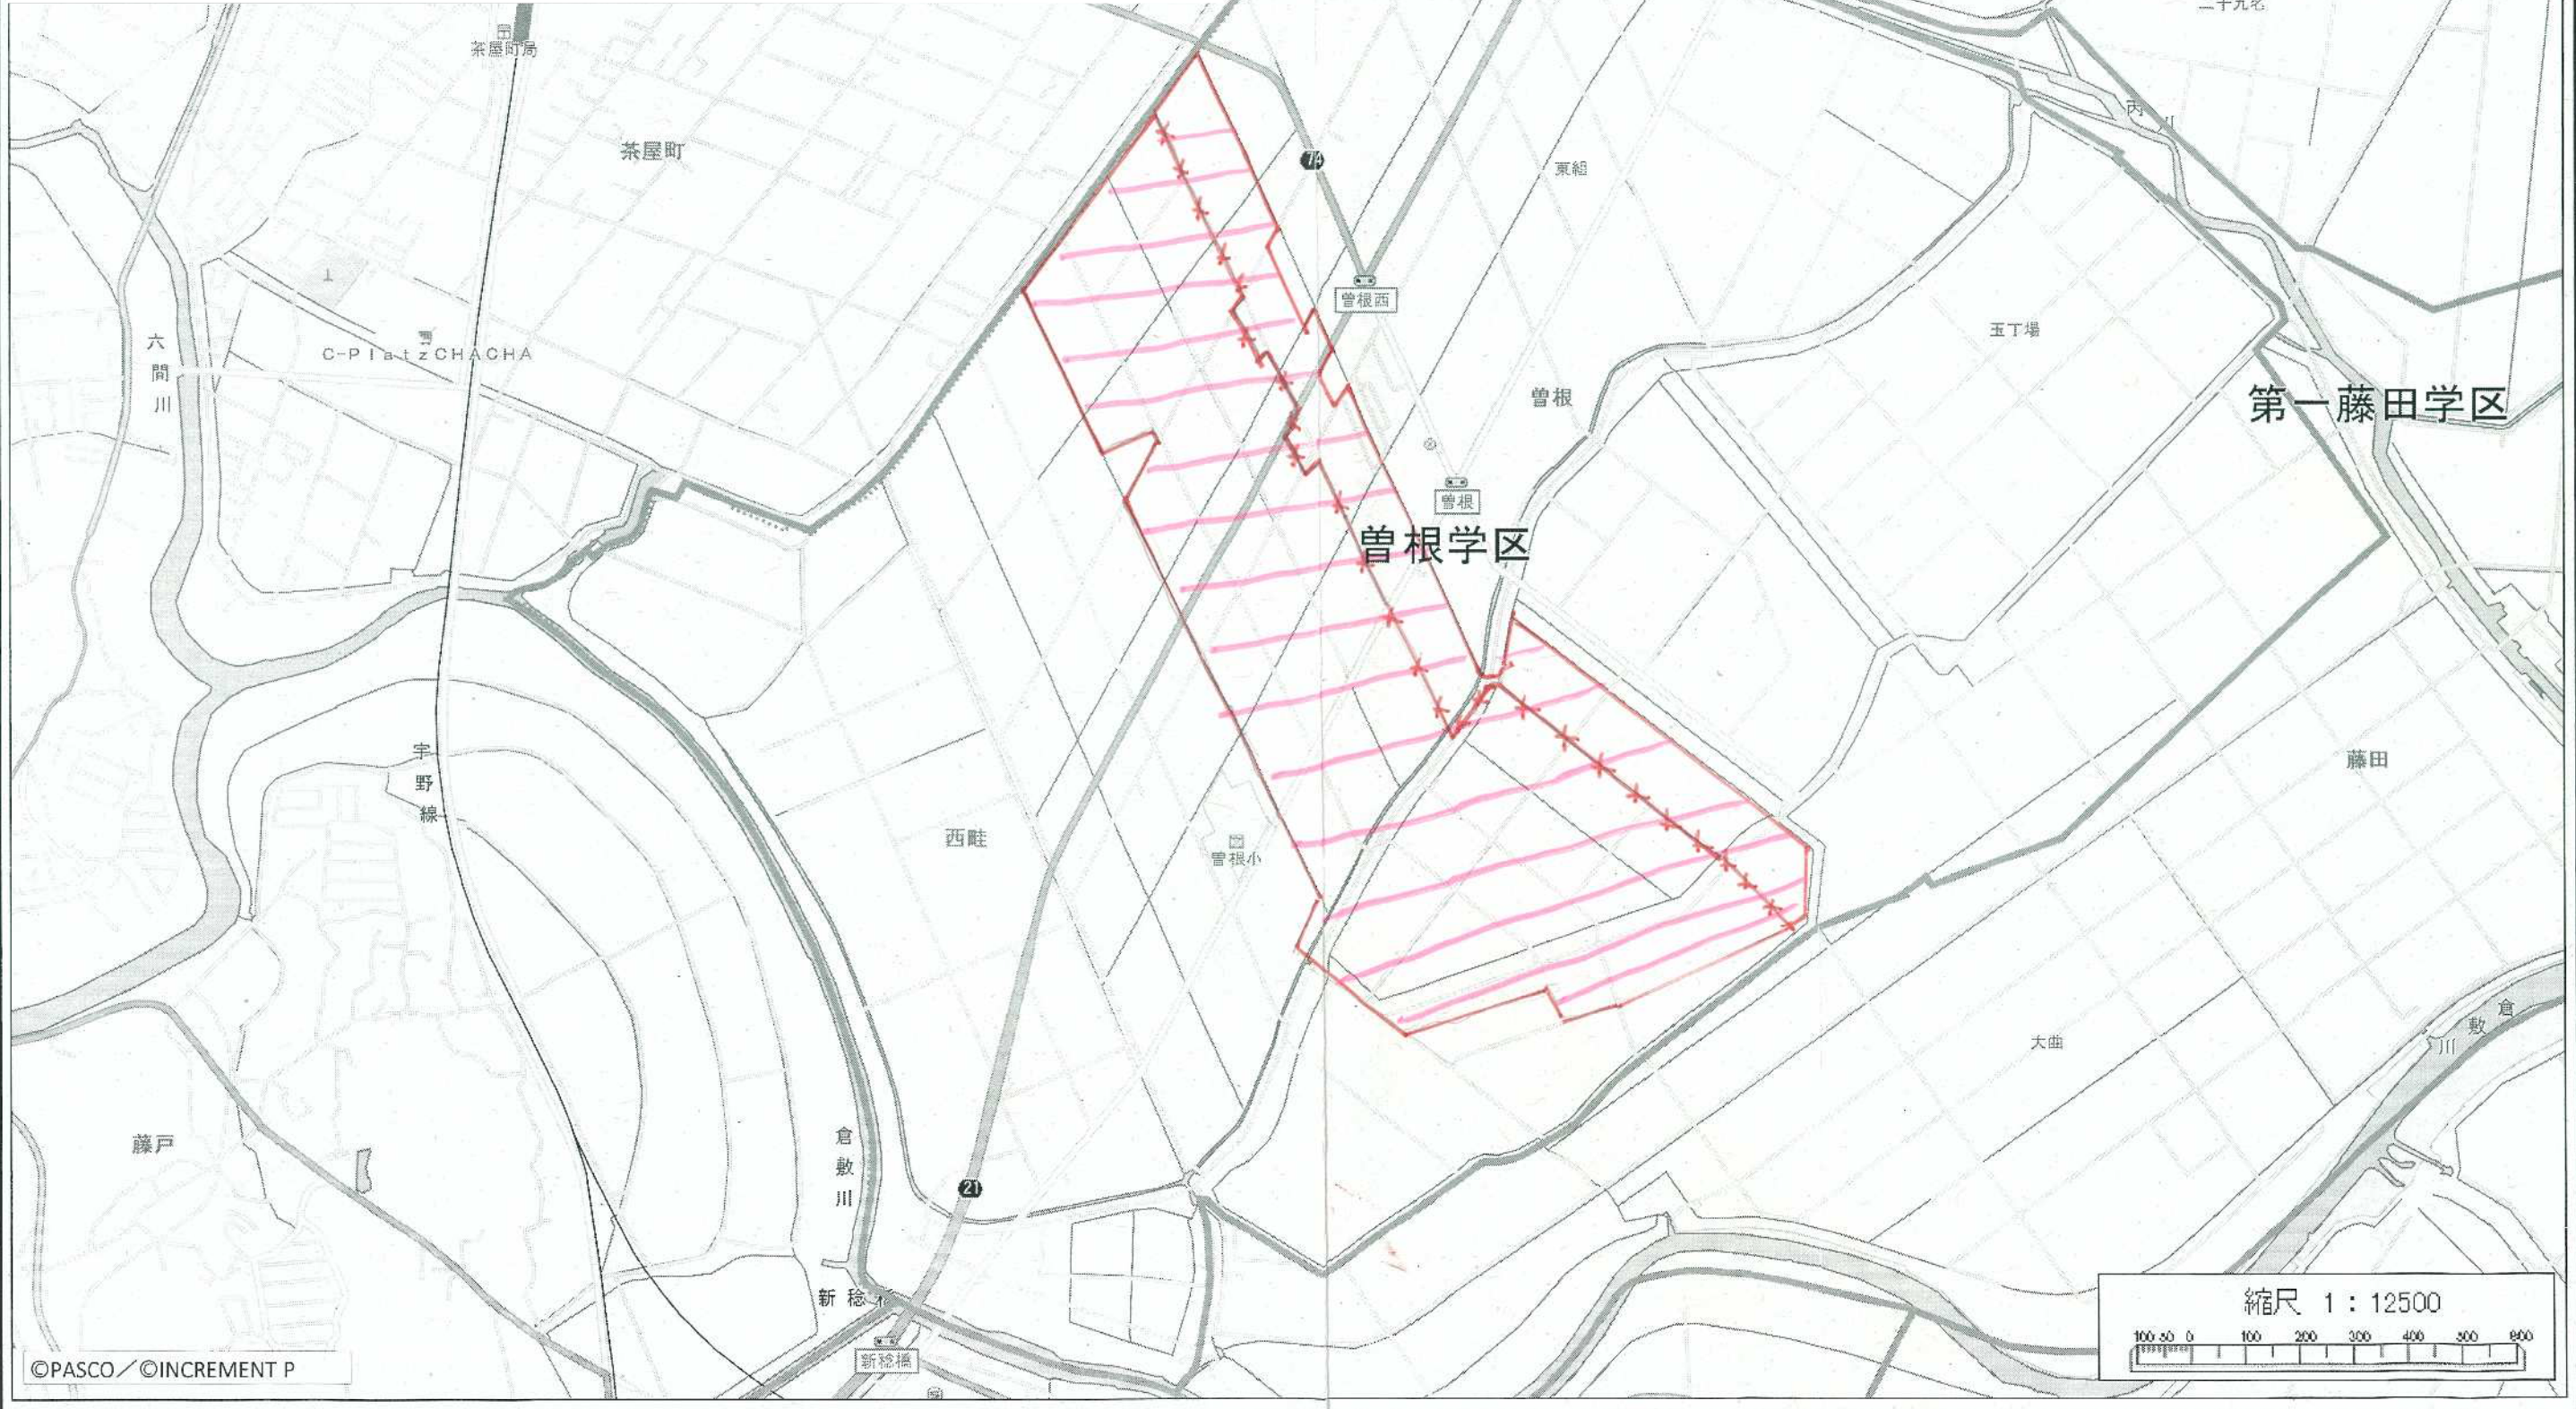 茶屋町局
茶屋町
74
東組
丙川
曽根西
六間川
C-PlatzCHACHA
玉丁場
曽根
第一藤田学区
曽根
曽根学区
宇野線
藤田
西畦
曽根小
倉敷川
大曲
藤戸
倉敷川
21
新稔橋
縮尺 1:12500
100 50 0 100 200 300 400 500 600
©PASCO/©INCREMENT P